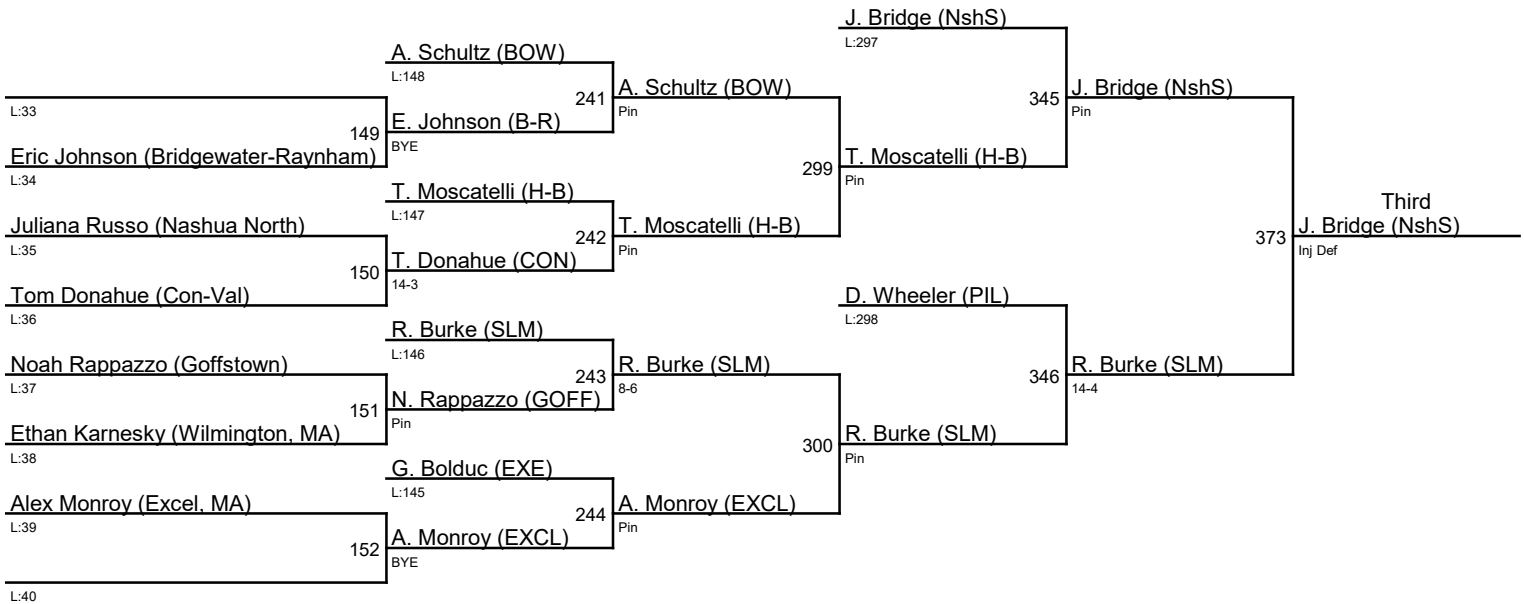 J. Bridge (NshS)
L:297
A. Schultz (BOW)
L:148
241
A. Schultz (BOW)
Pin
345
J. Bridge (NshS)
Pin
L:33
149
E. Johnson (B-R)
BYE
Eric Johnson (Bridgewater-Raynham)
L:34
299
T. Moscatelli (H-B)
Pin
T. Moscatelli (H-B)
L:147
Juliana Russo (Nashua North)
L:35
242
T. Moscatelli (H-B)
Pin
373
Third
J. Bridge (NshS)
Inj Def
150
T. Donahue (CON)
14-3
Tom Donahue (Con-Val)
L:36
D. Wheeler (PIL)
L:298
R. Burke (SLM)
L:146
Noah Rappazzo (Goffstown)
L:37
243
R. Burke (SLM)
8-6
346
R. Burke (SLM)
14-4
151
N. Rappazzo (GOFF)
Pin
Ethan Karnesky (Wilmington, MA)
L:38
300
R. Burke (SLM)
Pin
G. Bolduc (EXE)
L:145
Alex Monroy (Excel, MA)
L:39
244
A. Monroy (EXCL)
Pin
152
A. Monroy (EXCL)
BYE
L:40